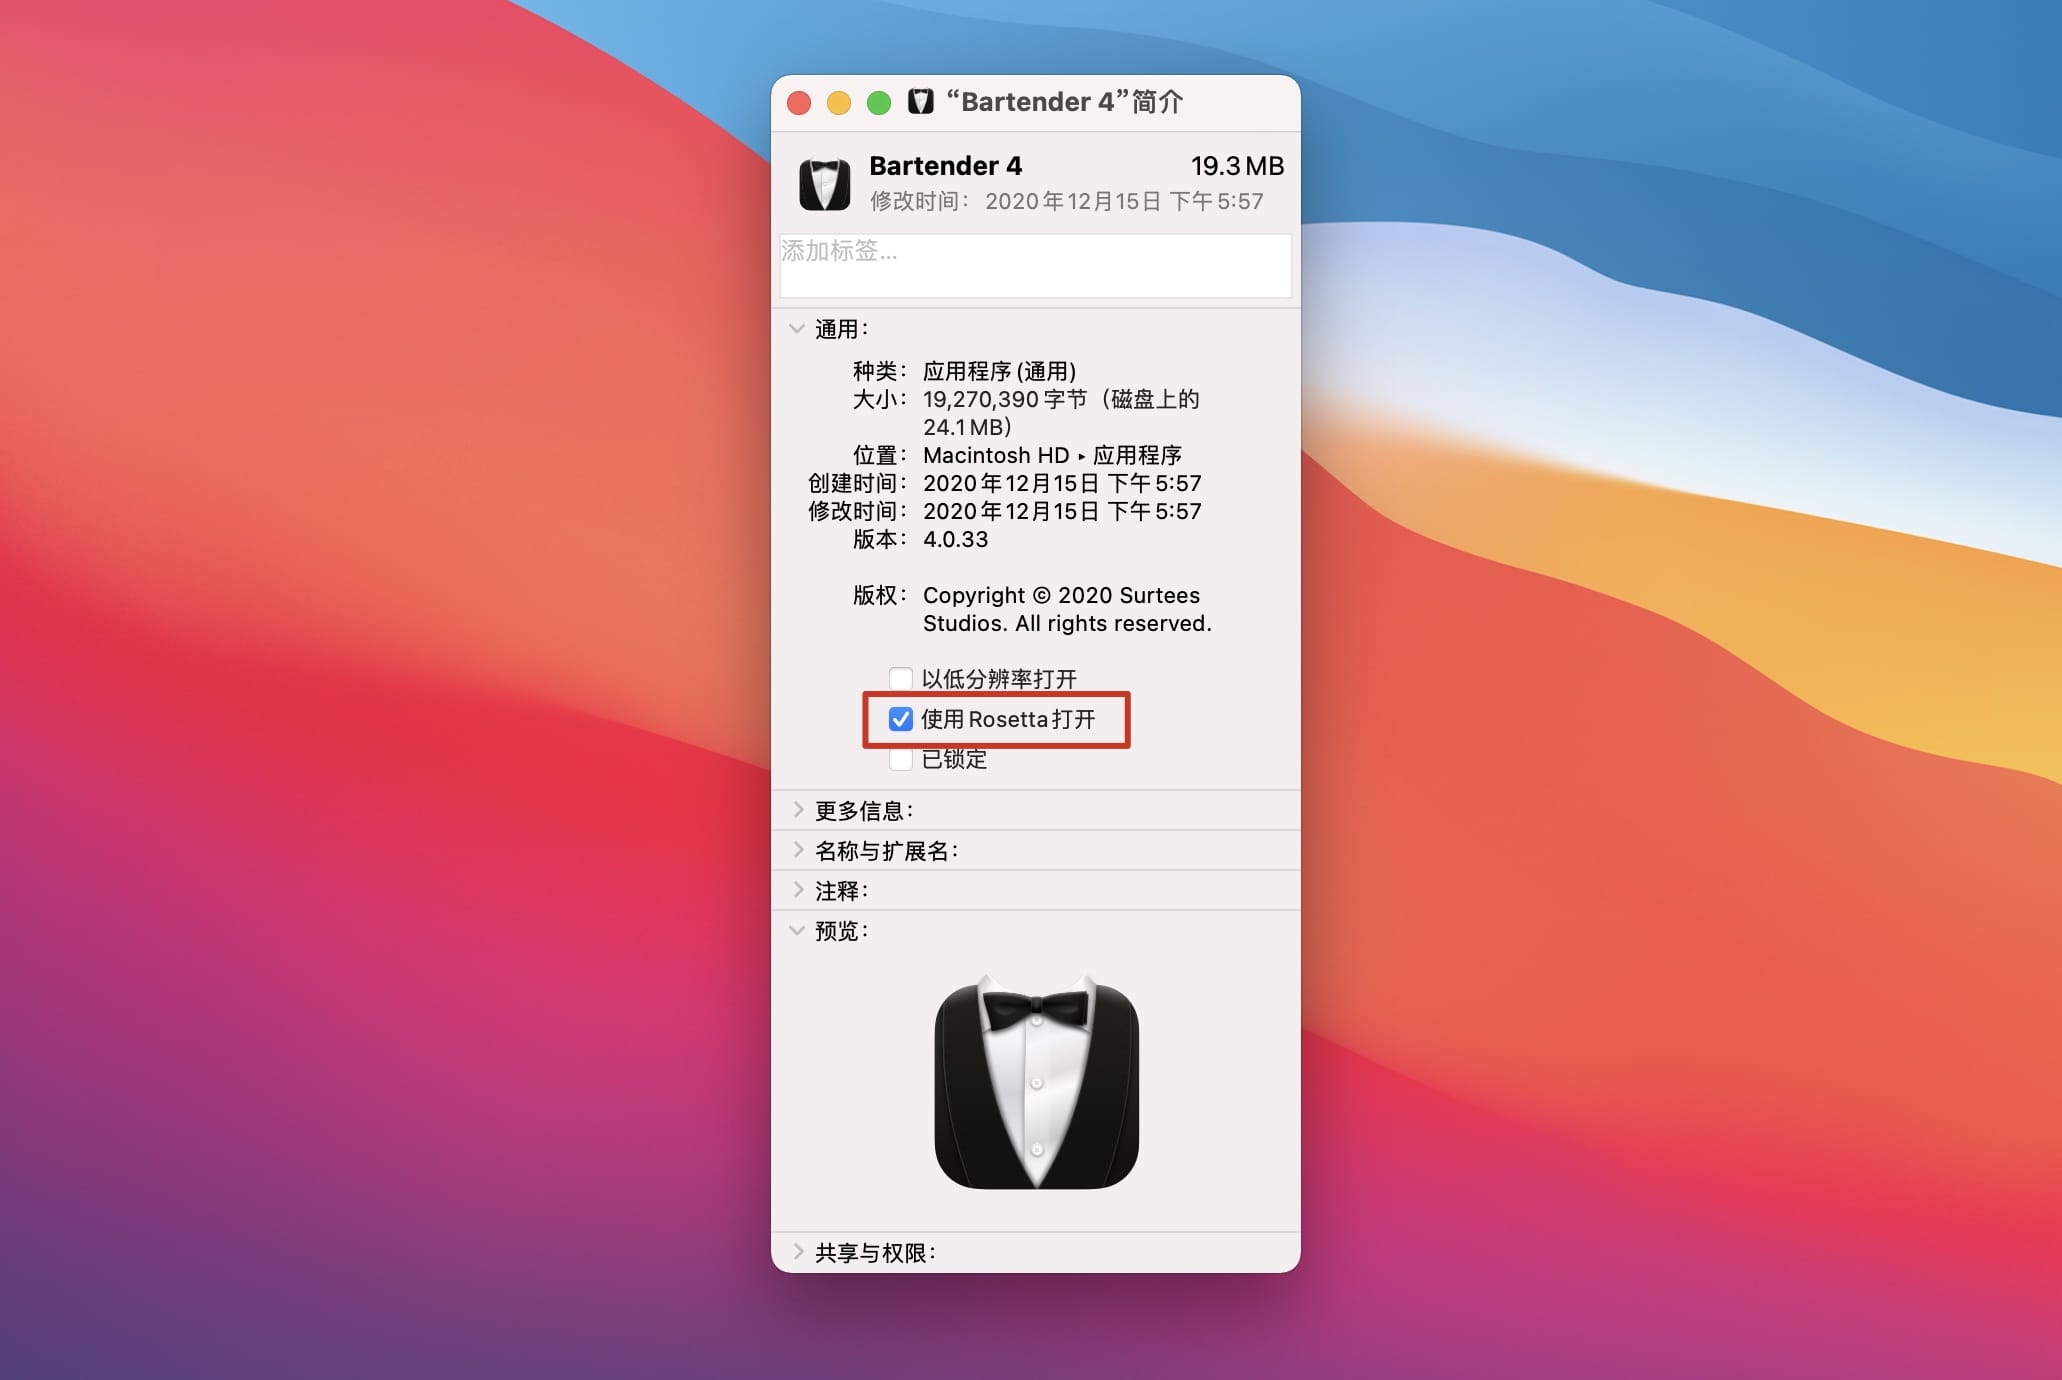 “Bartender 4”简介
Bartender 4 19.3 MB
修改时间：2020年12月15日 下午5:57
添加标签...
通用：
种类：应用程序 (通用)
大小：19,270,390 字节（磁盘上的
24.1 MB）
位置：Macintosh HD ▸ 应用程序
创建时间：2020年12月15日 下午5:57
修改时间：2020年12月15日 下午5:57
版本：4.0.33
版权：Copyright © 2020 Surtees
Studios. All rights reserved.
以低分辨率打开
使用 Rosetta 打开
已锁定
更多信息：
名称与扩展名：
注释：
预览：
共享与权限：